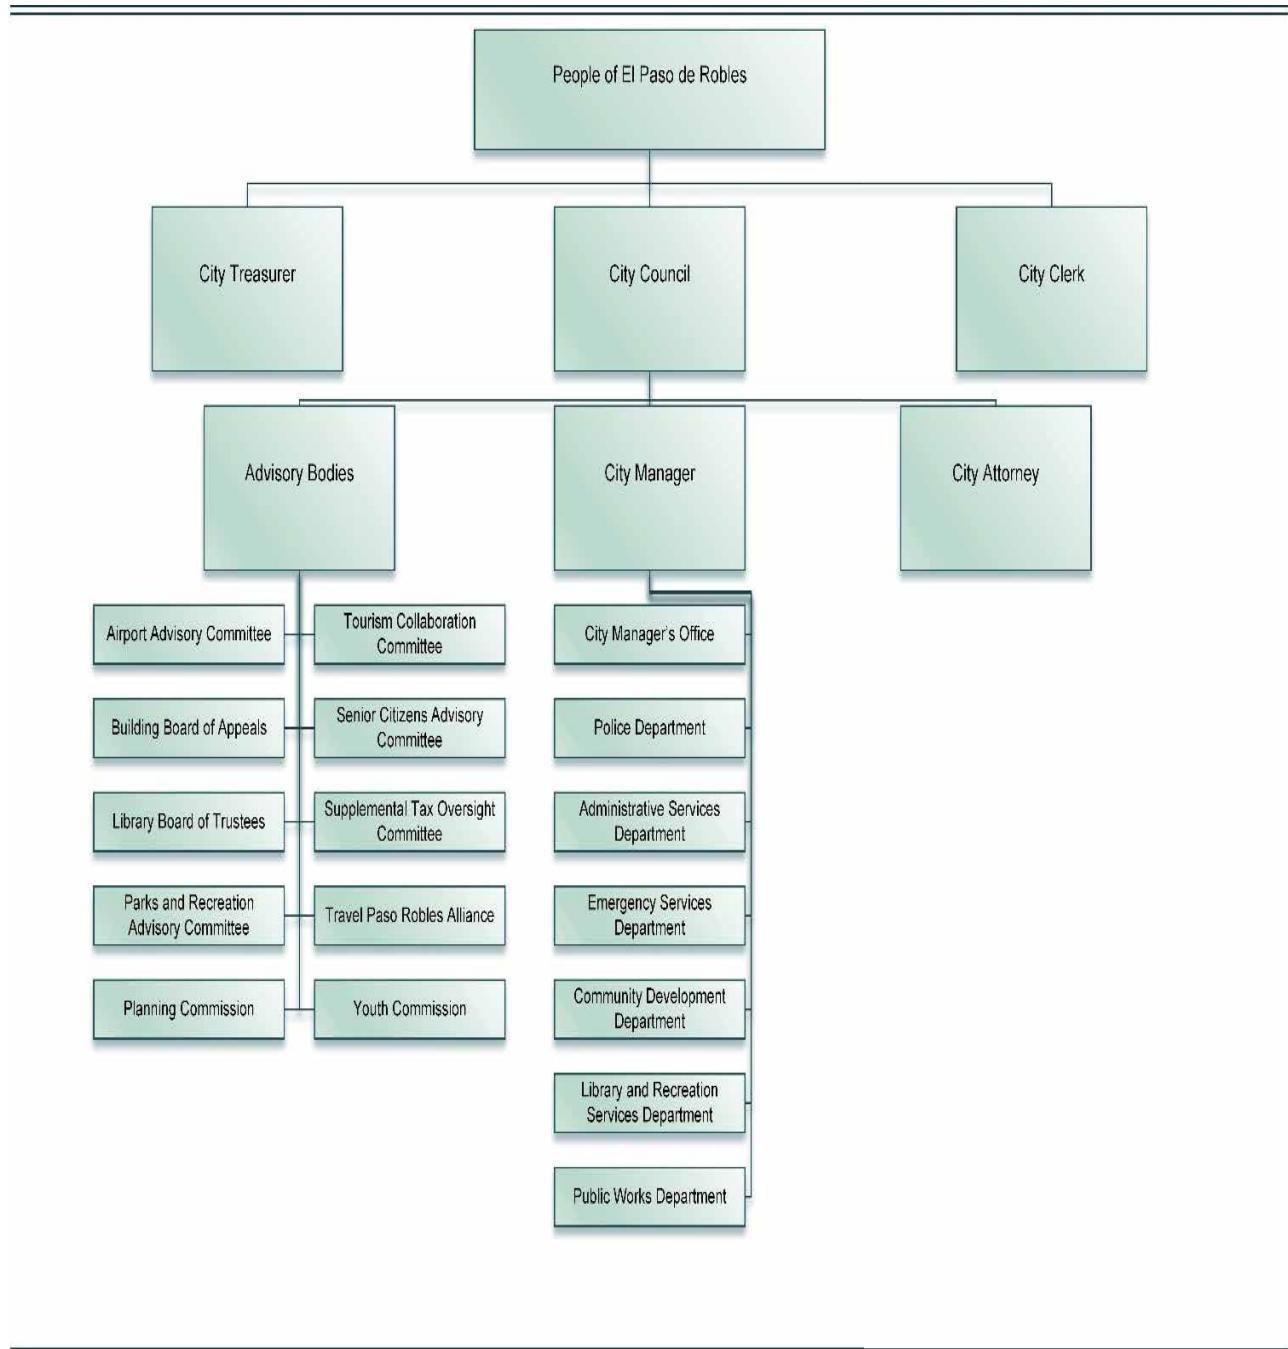 People of El Paso de Robles
City Treasurer
City Council
City Clerk
Advisory Bodies
City Manager
City Attorney
Airport Advisory Committee
Tourism Collaboration
Committee
Building Board of Appeals
Senior Citizens Advisory
Committee
Library Board of Trustees
Supplemental Tax Oversight
Committee
Parks and Recreation
Advisory Committee
Travel Paso Robles Alliance
Planning Commission
Youth Commission
City Manager's Office
Police Department
Administrative Services
Department
Emergency Services
Department
Community Development
Department
Library and Recreation
Services Department
Public Works Department